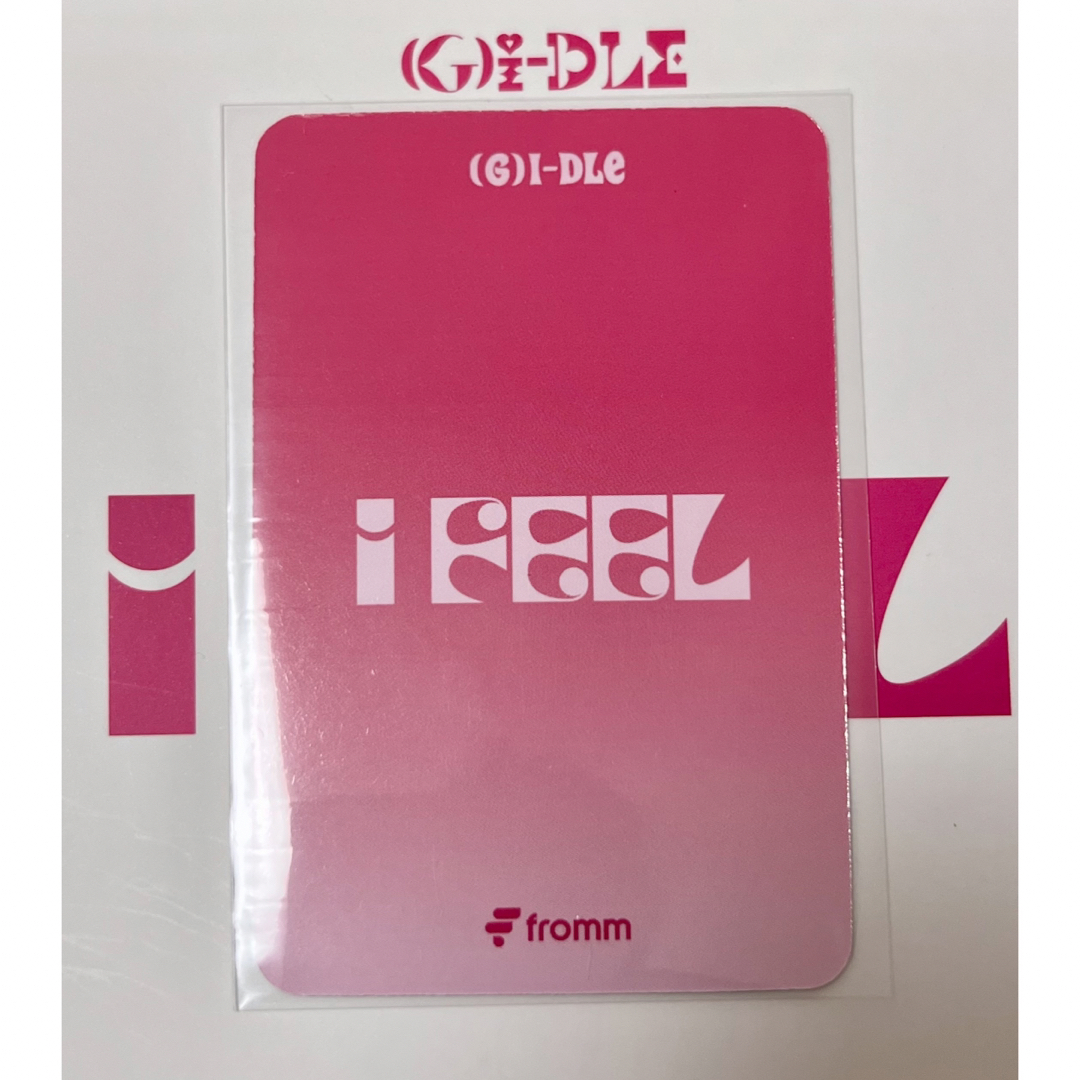 (G)I-DLE
(G)I-DLe
i FEEL
i L
fromm